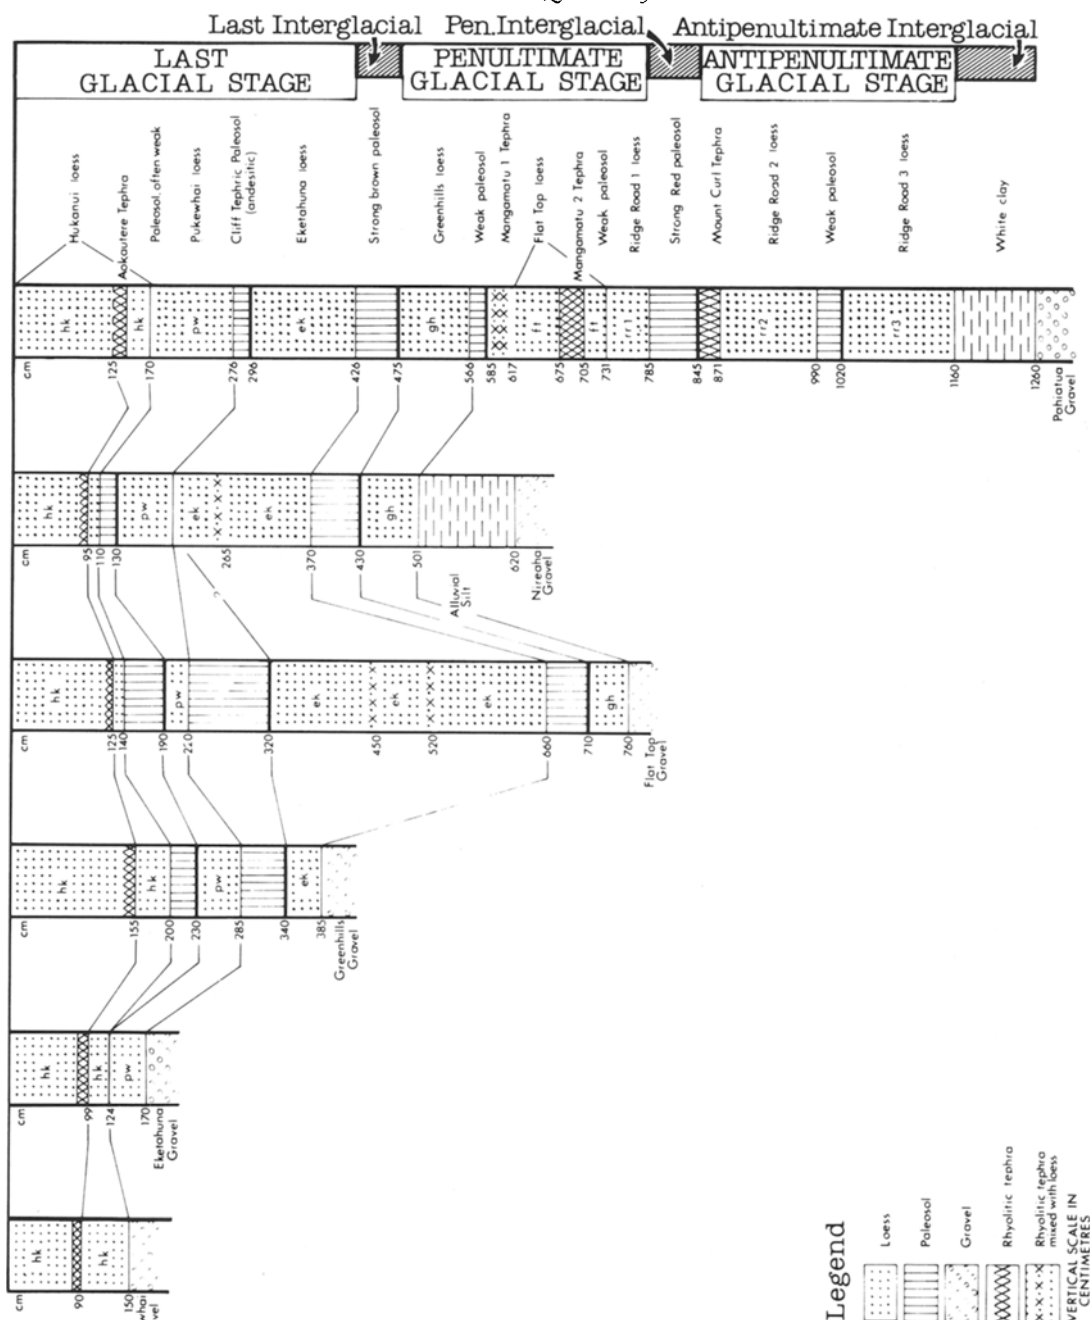 Last Interglacial
Pen. Interglacial
Antipenultimate Interglacial
LAST
GLACIAL STAGE
PENULTIMATE
GLACIAL STAGE
ANTIPENULTIMATE
GLACIAL STAGE
Hukanui loess
Aokautere Tephra
Paleosol, often weak
Pukewhai loess
Cliff Tephric Paleosol
(andesitic)
Eketahuna loess
Strong brown paleosol
Greenhills loess
Weak paleosol
Mangamatu 1 Tephra
Flat Top loess
Mangamatu 2 Tephra
Weak paleosol
Ridge Road 1 loess
Strong Red paleosol
Mount Curl Tephra
Ridge Road 2 loess
Weak paleosol
Ridge Road 3 loess
White clay
hk
hk
pw
ek
gh
ft
ft
rr1
rr2
rr3
cm
125
170
276
296
426
475
566
585
617
675
705
731
785
845
871
990
1020
1160
1260
Pahiatua
Gravel
hk
pw
ek
ek
gh
cm
95
110
130
265
370
430
501
620
Alluvial
Silt
Nireaha
Gravel
hk
pw
ek
ek
ek
gh
cm
125
140
190
210
320
450
520
660
710
760
Flat Top
Gravel
hk
hk
pw
ek
cm
155
200
230
285
340
385
Greenhills
Gravel
hk
hk
pw
cm
99
124
170
Eketahuna
Gravel
hk
hk
cm
90
150
Legend
Loess
Paleosol
Gravel
Rhyolitic tephra
Rhyolitic tephra
mixed with loess
VERTICAL SCALE IN
CENTIMETRES